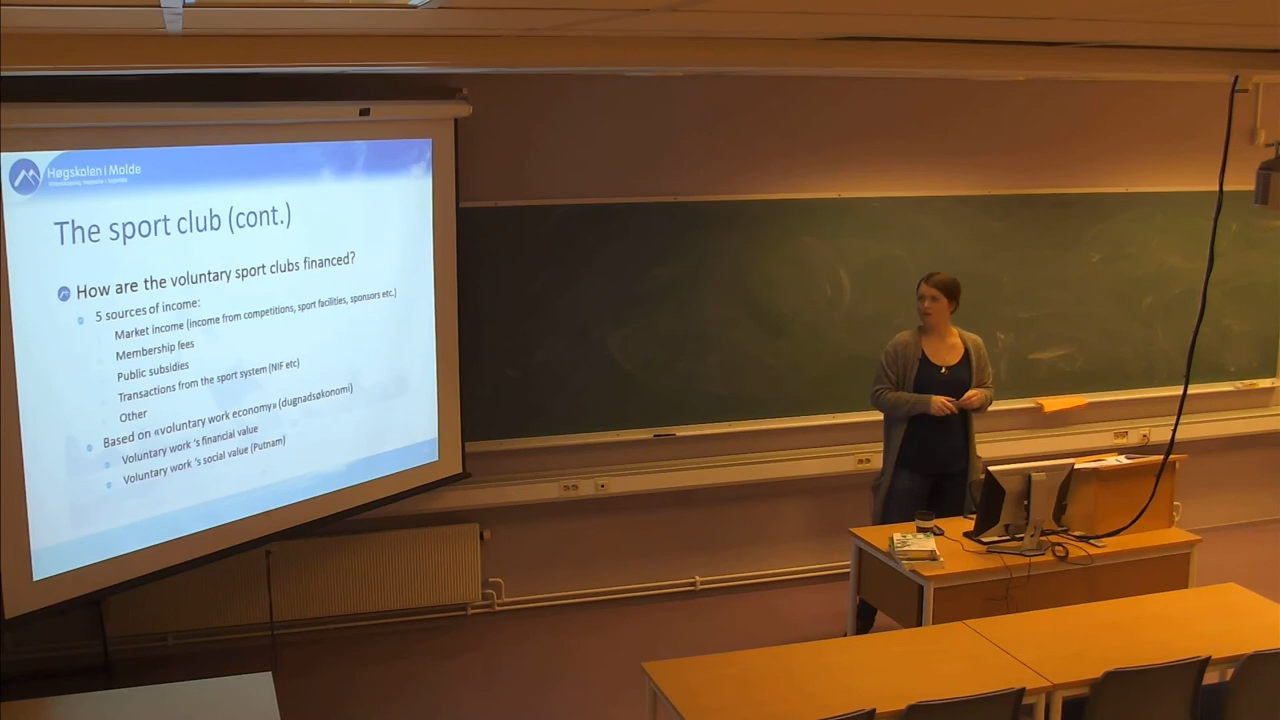 Høgskolen i Molde
The sport club (cont.)
How are the voluntary sport clubs financed?
5 sources of income:
Market income (income from competitions, sport facilities, sponsors etc.)
Membership fees
Public subsidies
Transactions from the sport system (NIF etc)
Other
Based on «voluntary work economy» (dugnadsøkonomi)
Voluntary work 's financial value
Voluntary work 's social value (Putnam)